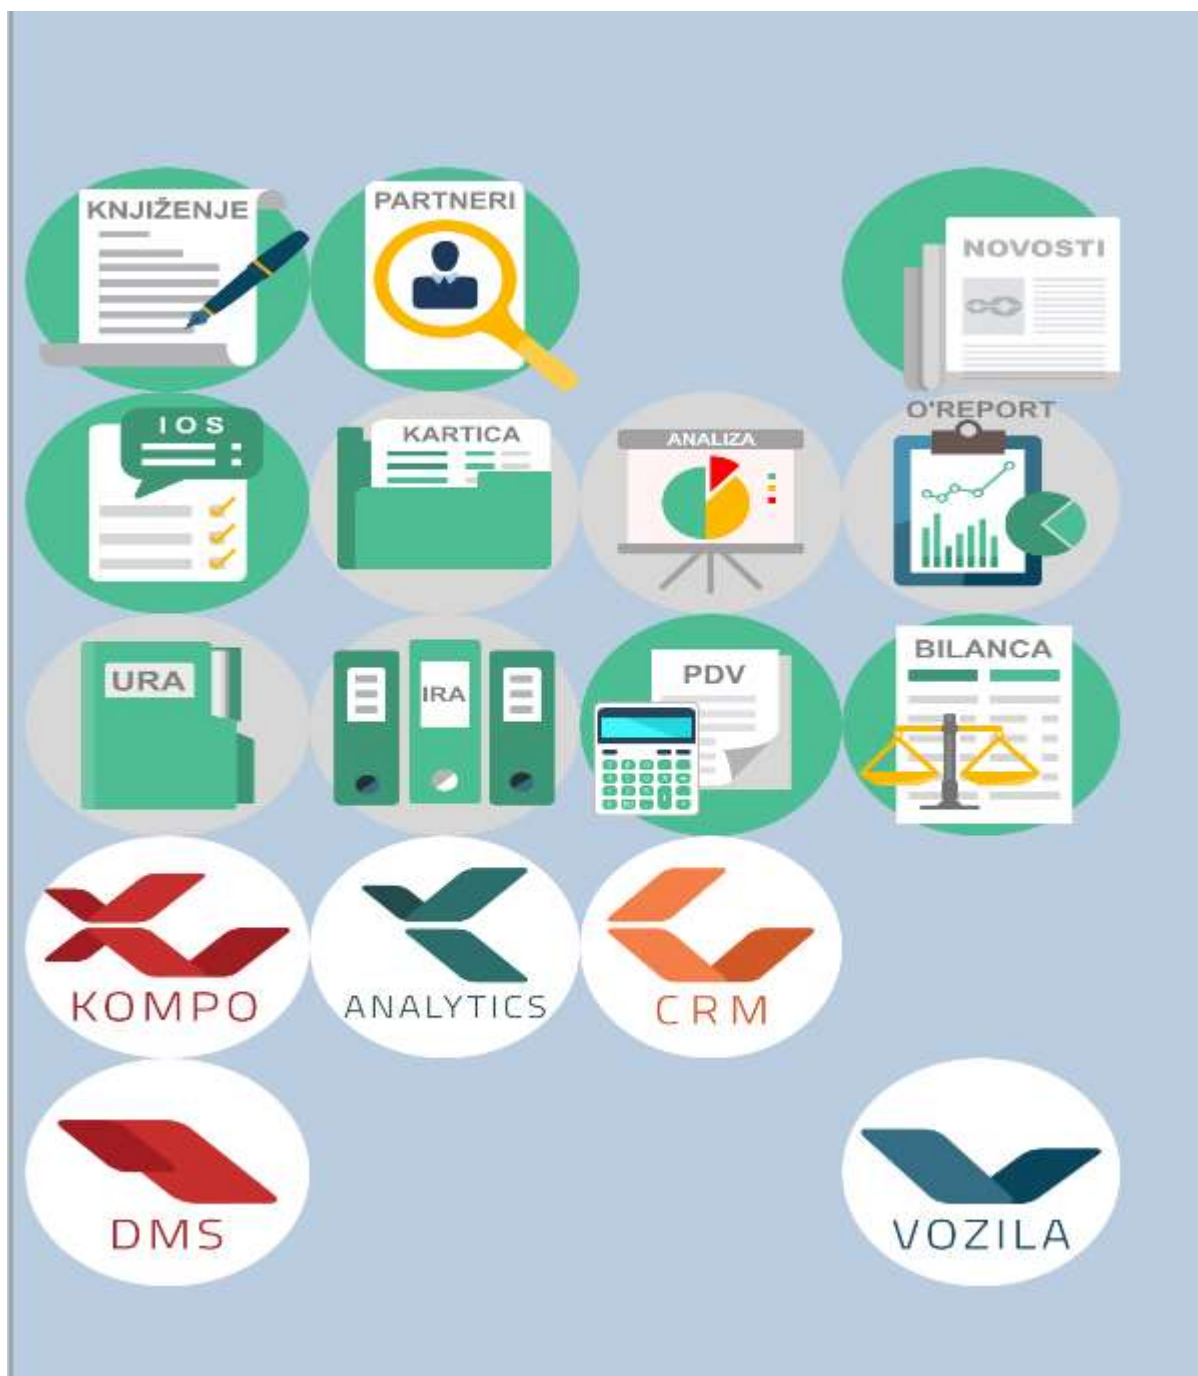 KNJIŽENJE
PARTNERI
NOVOSTI
IOS
KARTICA
ANALIZA
O'REPORT
URA
IRA
PDV
BILANCA
KOMPO
ANALYTICS
CRM
DMS
VOZILA